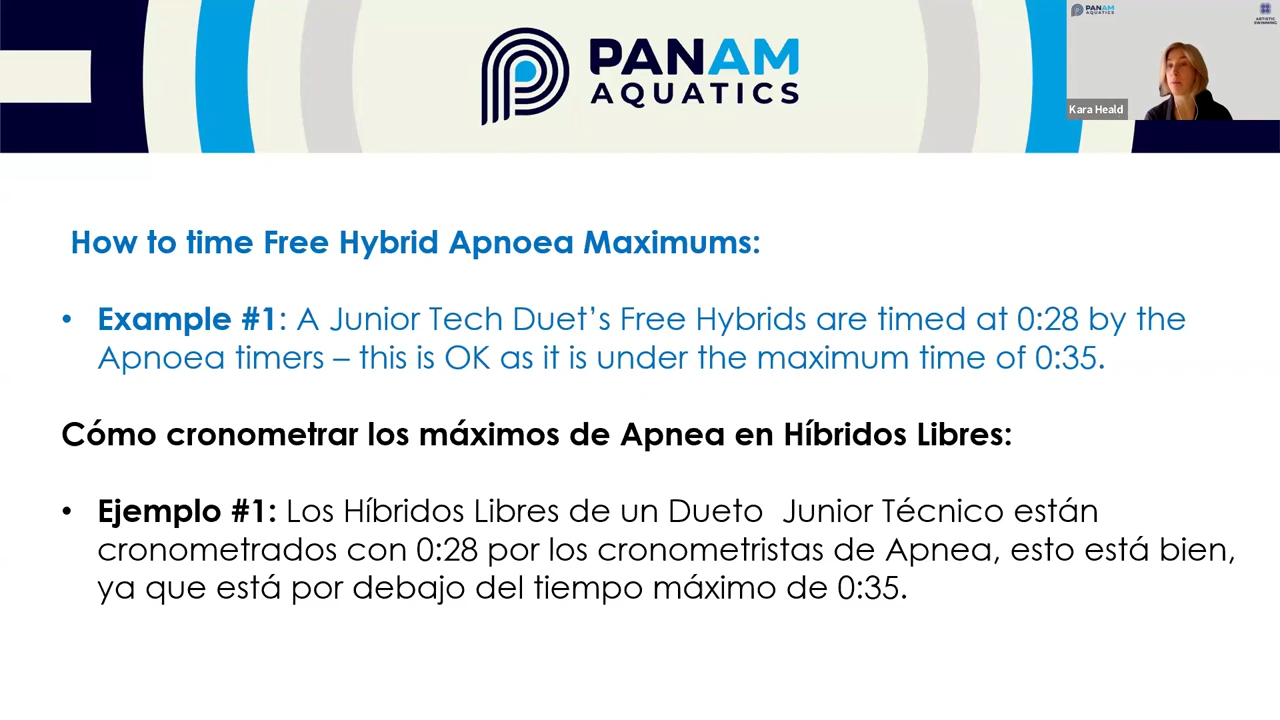 PANAM
AQUATICS
PANAM
AQUATICS
ARTISTIC
SWIMMING
Kara Heald
How to time Free Hybrid Apnoea Maximums:
• Example #1: A Junior Tech Duet’s Free Hybrids are timed at 0:28 by the
Apnoea timers – this is OK as it is under the maximum time of 0:35.
Cómo cronometrar los máximos de Apnea en Híbridos Libres:
• Ejemplo #1: Los Híbridos Libres de un Dueto  Junior Técnico están
cronometrados con 0:28 por los cronometristas de Apnea, esto está bien,
ya que está por debajo del tiempo máximo de 0:35.